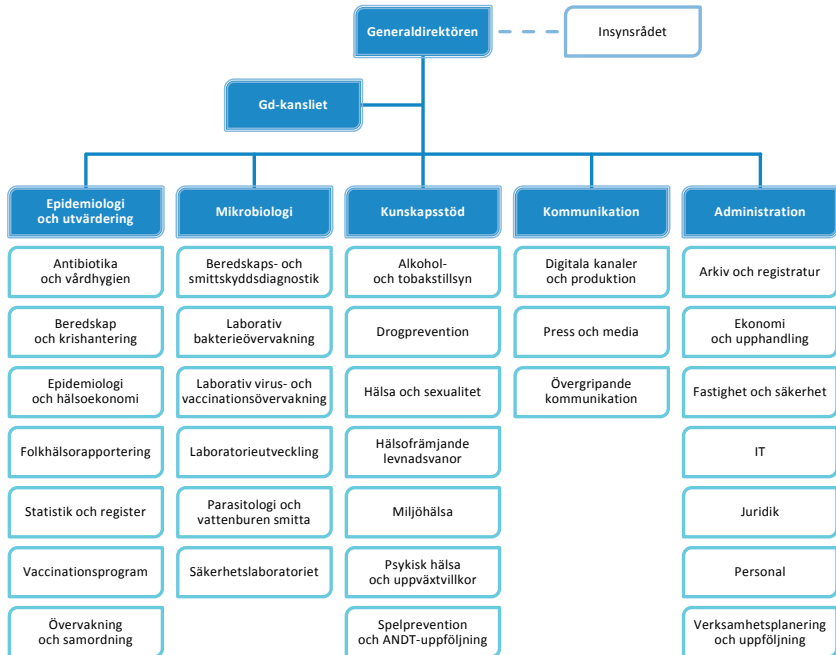 Generaldirektören
Insynsrådet
Gd-kansliet
Epidemiologi
och utvärdering
Antibiotika
och vårdhygien
Beredskap
och krishantering
Epidemiologi
och hälsoekonomi
Folkhälsorapportering
Statistik och register
Vaccinationsprogram
Övervakning
och samordning
Mikrobiologi
Beredskaps- och
smittskyddsdiagnostik
Laborativ
bakterieövervakning
Laborativ virus- och
vaccinationsövervakning
Laboratorieutveckling
Parasitologi och
vattenburen smitta
Säkerhetslaboratoriet
Kunskapsstöd
Alkohol-
och tobakstillsyn
Drogprevention
Hälsa och sexualitet
Hälsofrämjande
levnadsvanor
Miljöhälsa
Psykisk hälsa
och uppväxtvillkor
Spelprevention
och ANDT-uppföljning
Kommunikation
Digitala kanaler
och produktion
Press och media
Övergripande
kommunikation
Administration
Arkiv och registratur
Ekonomi
och upphandling
Fastighet och säkerhet
IT
Juridik
Personal
Verksamhetsplanering
och uppföljning